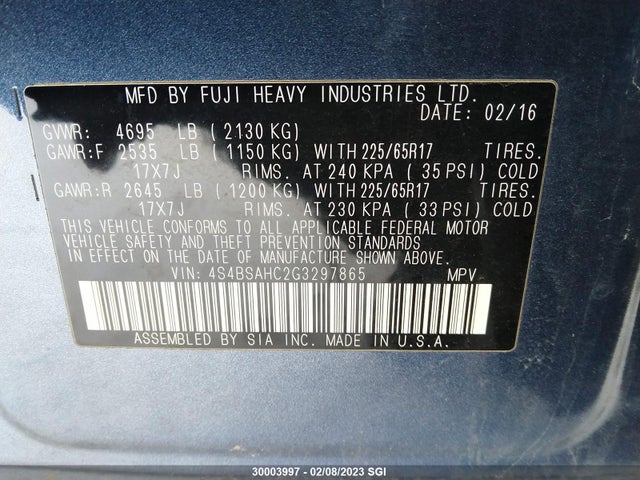 MFD BY FUJI HEAVY INDUSTRIES LTD.
DATE: 02/16
GVWR: 4695 LB ( 2130 KG)
GAWR:F 2535 LB ( 1150 KG) WITH 225/65R17 TIRES.
17X7J RIMS. AT 240 KPA ( 35 PSI) COLD
GAWR:R 2645 LB ( 1200 KG) WITH 225/65R17 TIRES.
17X7J RIMS. AT 230 KPA ( 33 PSI) COLD
THIS VEHICLE CONFORMS TO ALL APPLICABLE FEDERAL MOTOR
VEHICLE SAFETY AND THEFT PREVENTION STANDARDS
IN EFFECT ON THE DATE OF MANUFACTURE SHOWN ABOVE.
VIN: 4S4BSAHC2G3297865 MPV
ASSEMBLED BY SIA INC. MADE IN U.S.A.
30003997 - 02/08/2023 SGI